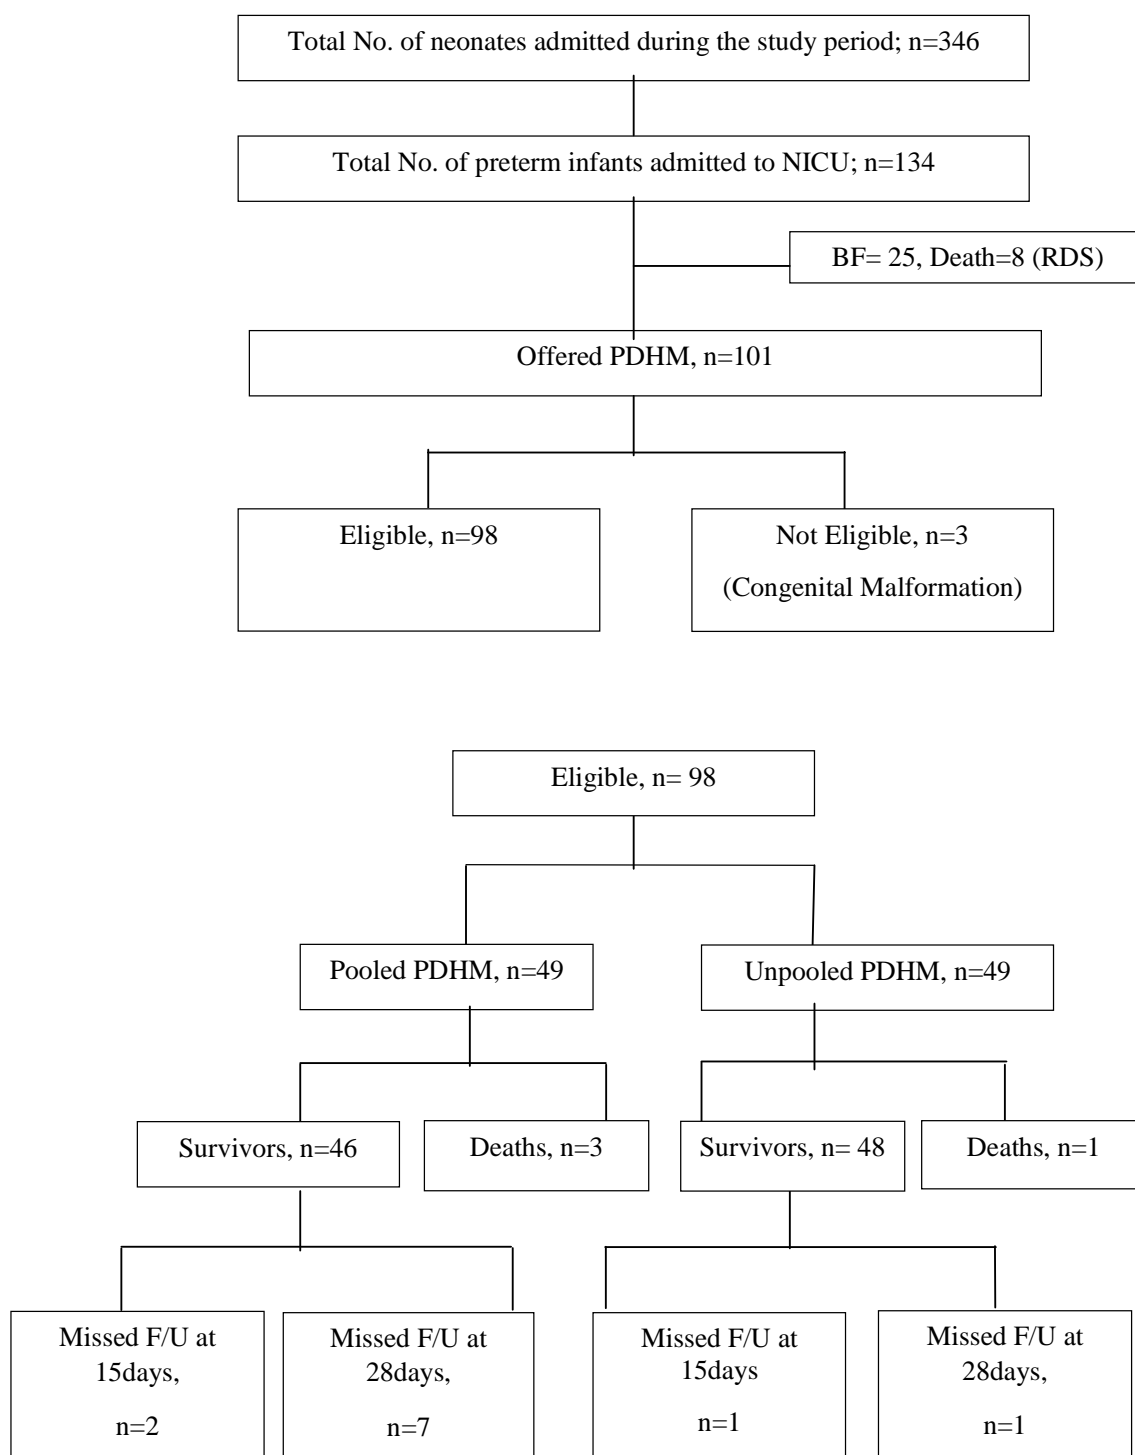 Total No. of neonates admitted during the study period; n=346
Total No. of preterm infants admitted to NICU; n=134
BF= 25, Death=8 (RDS)
Offered PDHM, n=101
Eligible, n=98
Not Eligible, n=3
(Congenital Malformation)
Eligible, n= 98
Pooled PDHM, n=49
Unpooled PDHM, n=49
Survivors, n=46
Deaths, n=3
Survivors, n= 48
Deaths, n=1
Missed F/U at
15days,
n=2
Missed F/U at
28days,
n=7
Missed F/U at
15days
n=1
Missed F/U at
28days,
n=1